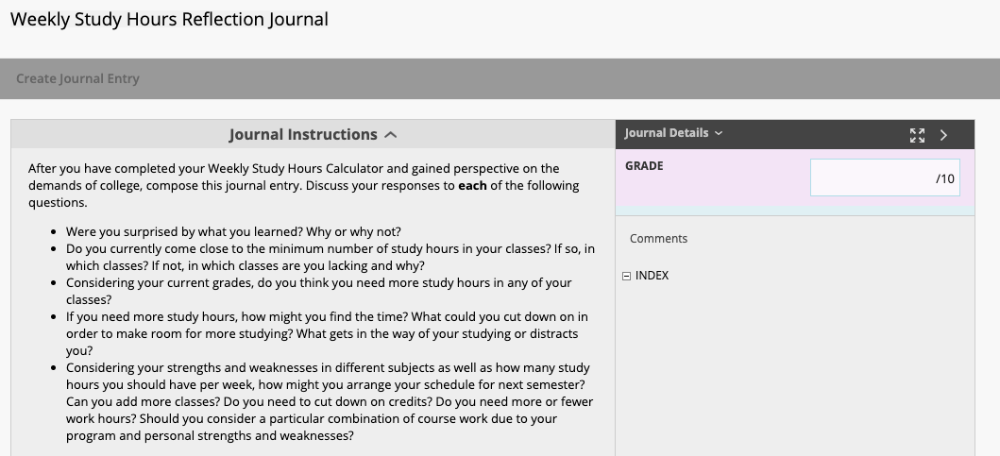 Weekly Study Hours Reflection Journal
Create Journal Entry
Journal Instructions
After you have completed your Weekly Study Hours Calculator and gained perspective on the
demands of college, compose this journal entry. Discuss your responses to each of the following
questions.
• Were you surprised by what you learned? Why or why not?
• Do you currently come close to the minimum number of study hours in your classes? If so, in
which classes? If not, in which classes are you lacking and why?
• Considering your current grades, do you think you need more study hours in any of your
classes?
• If you need more study hours, how might you find the time? What could you cut down on in
order to make room for more studying? What gets in the way of your studying or distracts
you?
• Considering your strengths and weaknesses in different subjects as well as how many study
hours you should have per week, how might you arrange your schedule for next semester?
Can you add more classes? Do you need to cut down on credits? Do you need more or fewer
work hours? Should you consider a particular combination of course work due to your
program and personal strengths and weaknesses?
Journal Details
GRADE
/10
Comments
INDEX